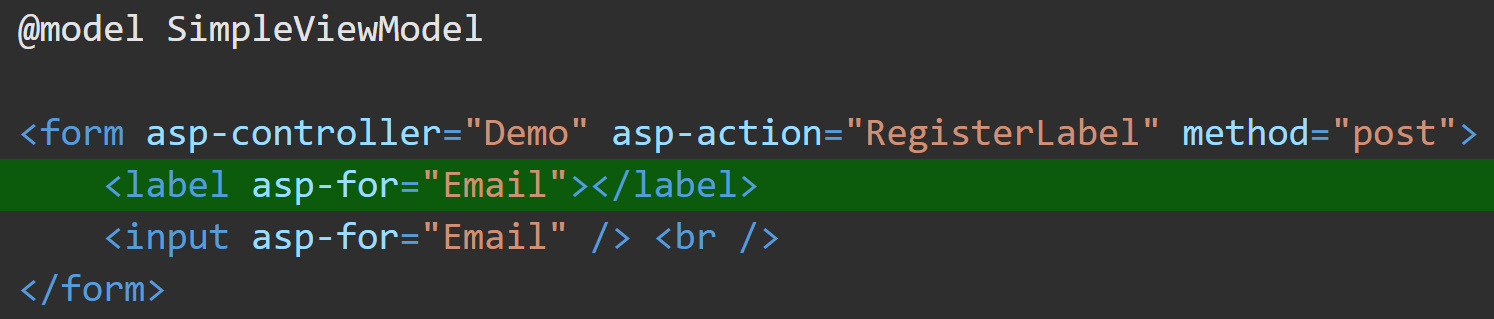 @model SimpleViewModel
<form asp-controller="Demo" asp-action="RegisterLabel" method="post">
<label asp-for="Email"></label>
<input asp-for="Email" /> <br />
</form>